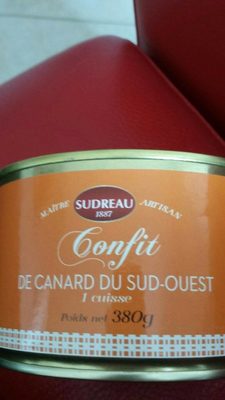 MAÎTRE ARTISAN
SUDREAU
1887
Confit
DE CANARD DU SUD-OUEST
1 cuisse
Poids net 380g